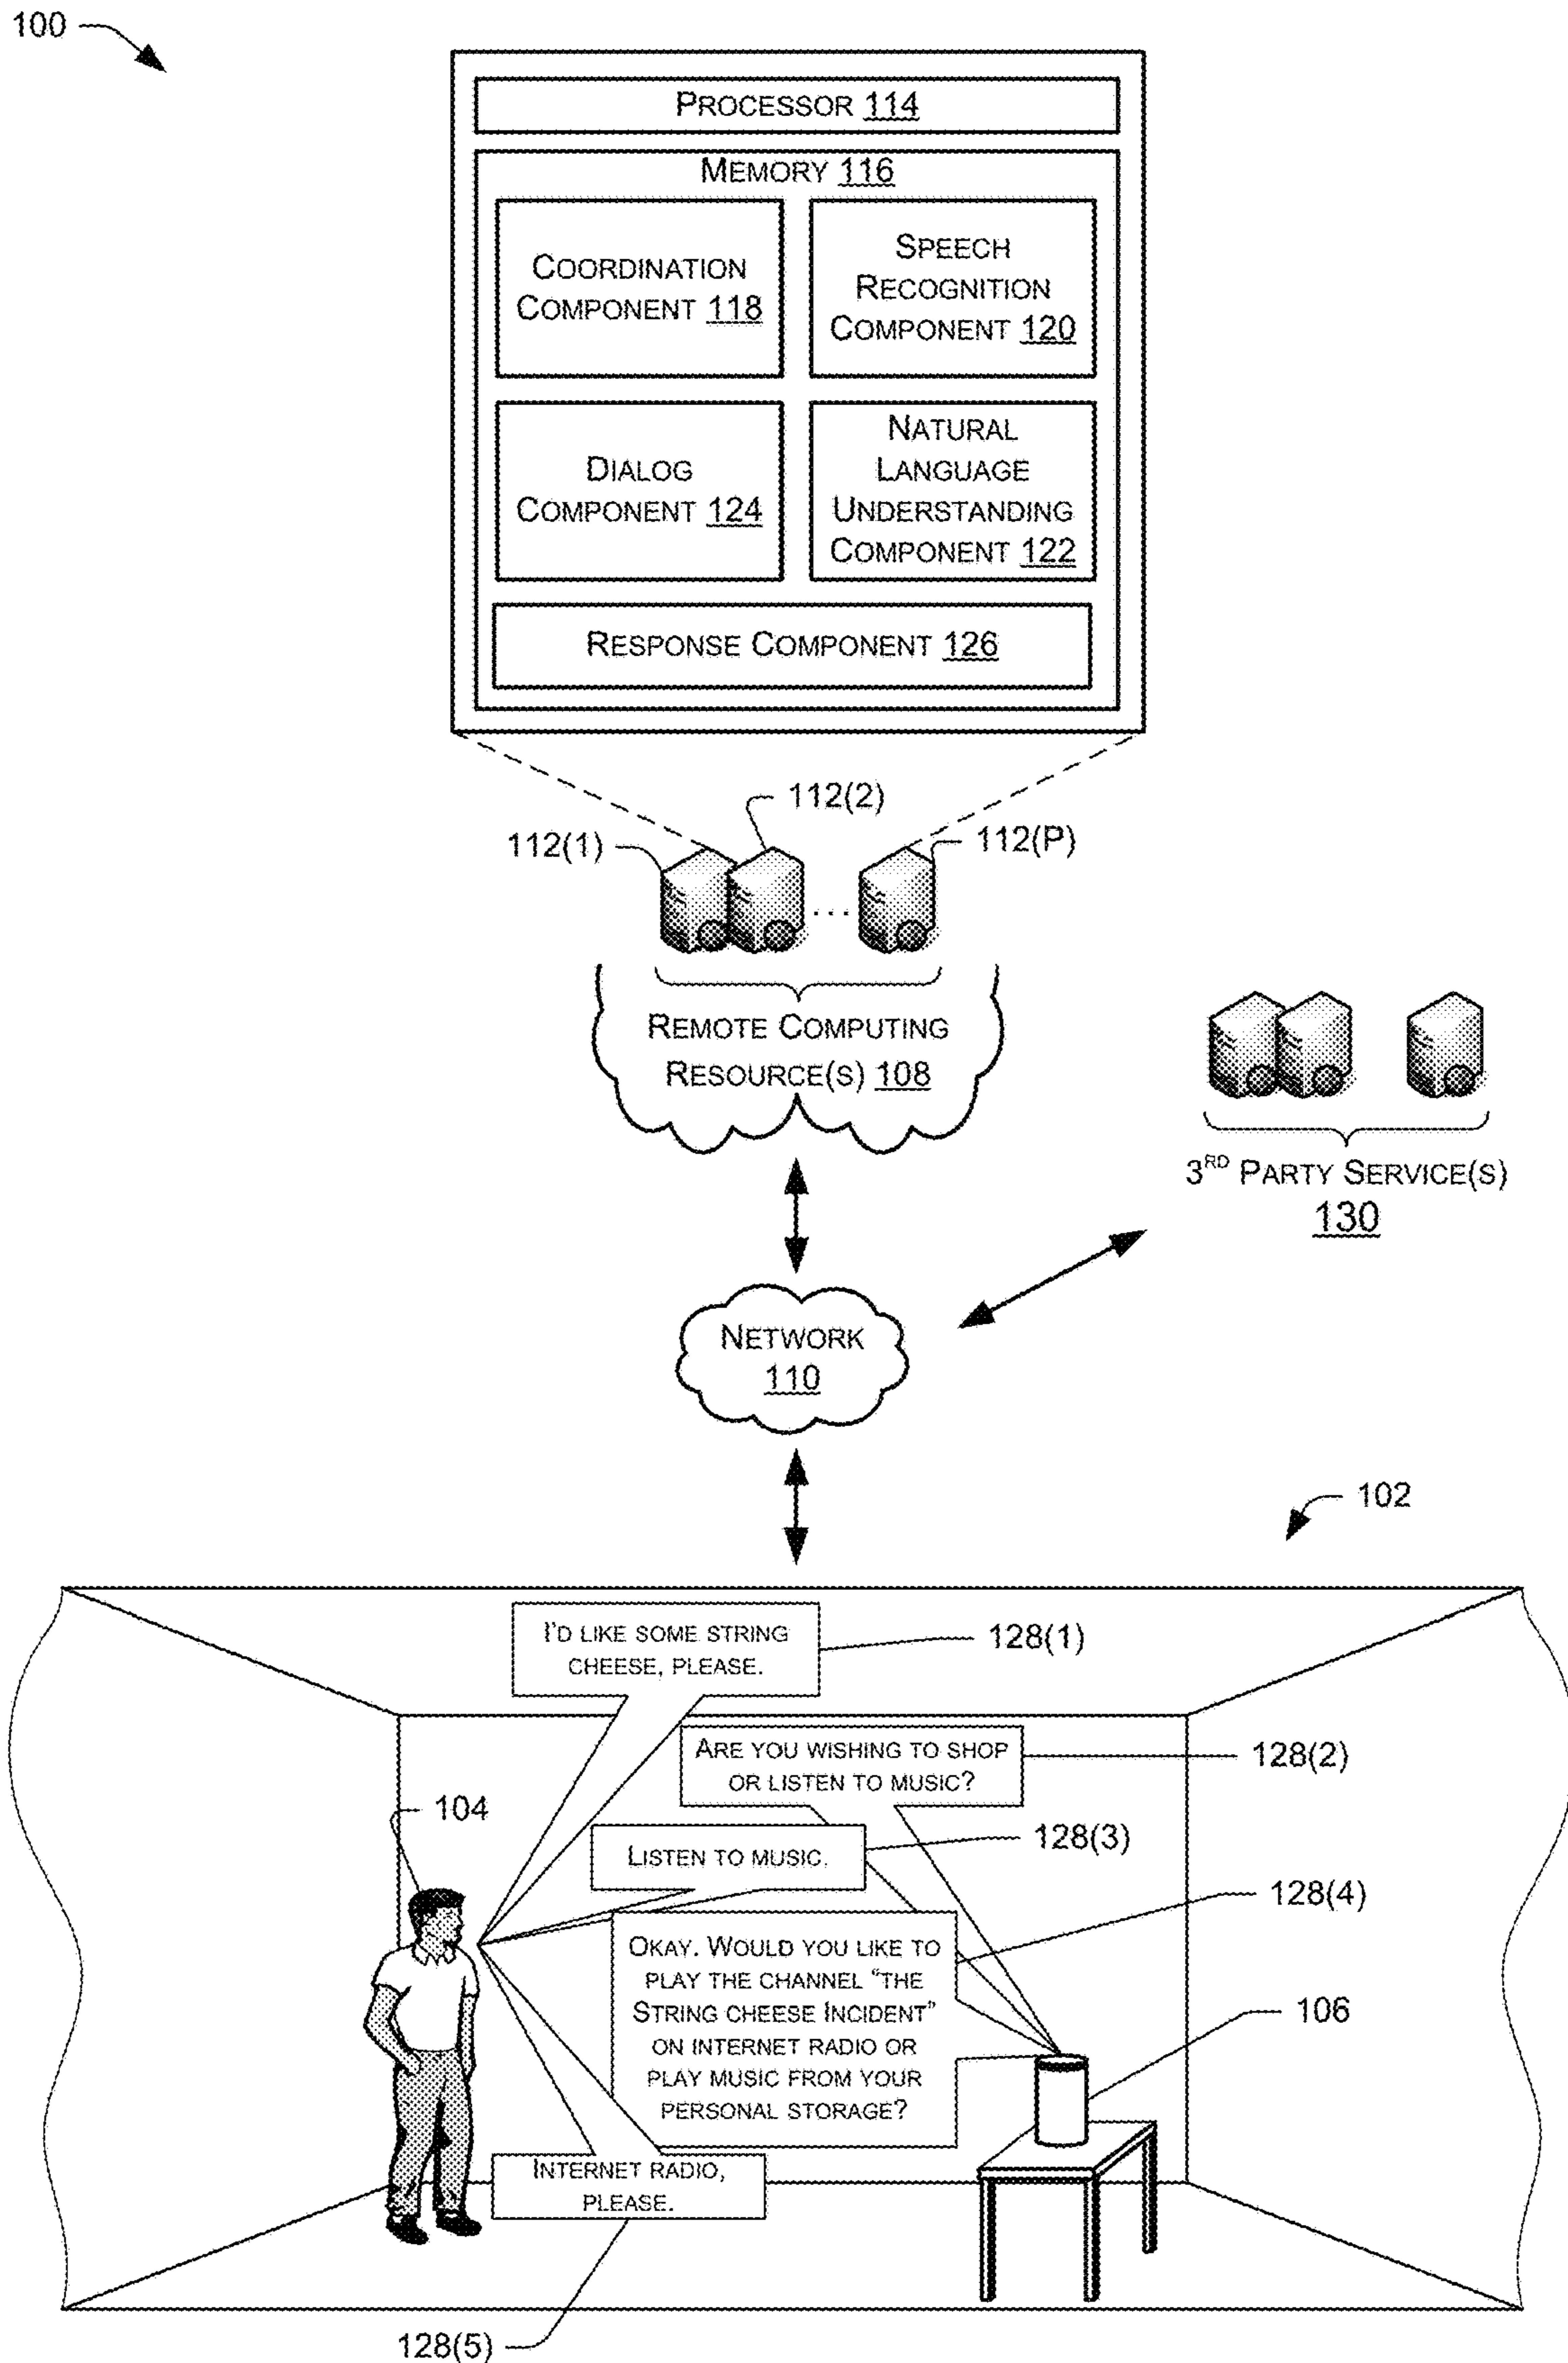 100
PROCESSOR 114
MEMORY 116
COORDINATION
COMPONENT 118
SPEECH
RECOGNITION
COMPONENT 120
DIALOG
COMPONENT 124
NATURAL
LANGUAGE
UNDERSTANDING
COMPONENT 122
RESPONSE COMPONENT 126
112(1)
112(2)
112(P)
...
REMOTE COMPUTING
RESOURCE(S) 108
3RD PARTY SERVICE(S)
130
NETWORK
110
102
I'D LIKE SOME STRING
CHEESE, PLEASE.
128(1)
ARE YOU WISHING TO SHOP
OR LISTEN TO MUSIC?
128(2)
104
LISTEN TO MUSIC.
128(3)
128(4)
OKAY. WOULD YOU LIKE TO
PLAY THE CHANNEL "THE
STRING CHEESE INCIDENT"
ON INTERNET RADIO OR
PLAY MUSIC FROM YOUR
PERSONAL STORAGE?
106
INTERNET RADIO,
PLEASE.
128(5)